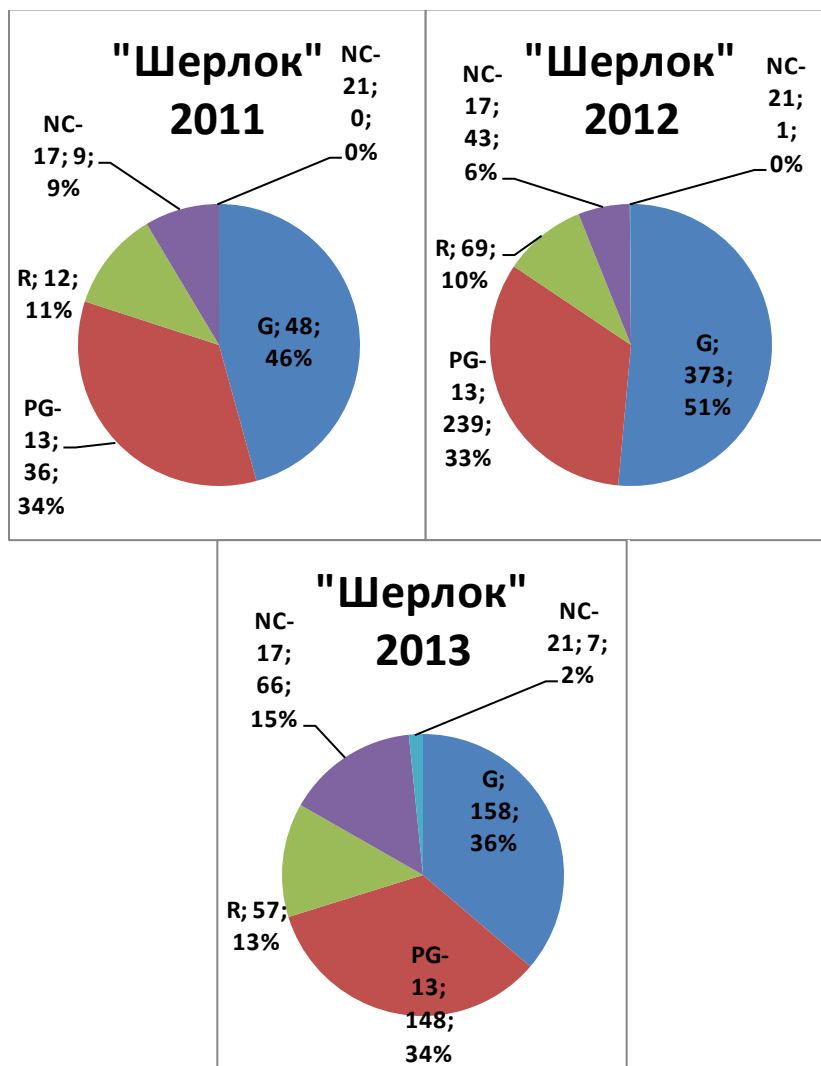 "Шерлок"
2011
NC-
21;
0;
0%
NC-
17; 9;
9%
R; 12;
11%
G; 48;
46%
PG-
13;
36;
34%
"Шерлок"
2012
NC-
17;
43;
6%
NC-
21;
1;
0%
R; 69;
10%
G;
373;
51%
PG-
13;
239;
33%
"Шерлок"
2013
NC-
17;
66;
15%
NC-
21; 7;
2%
G;
158;
36%
R; 57;
13%
PG-
13;
148;
34%